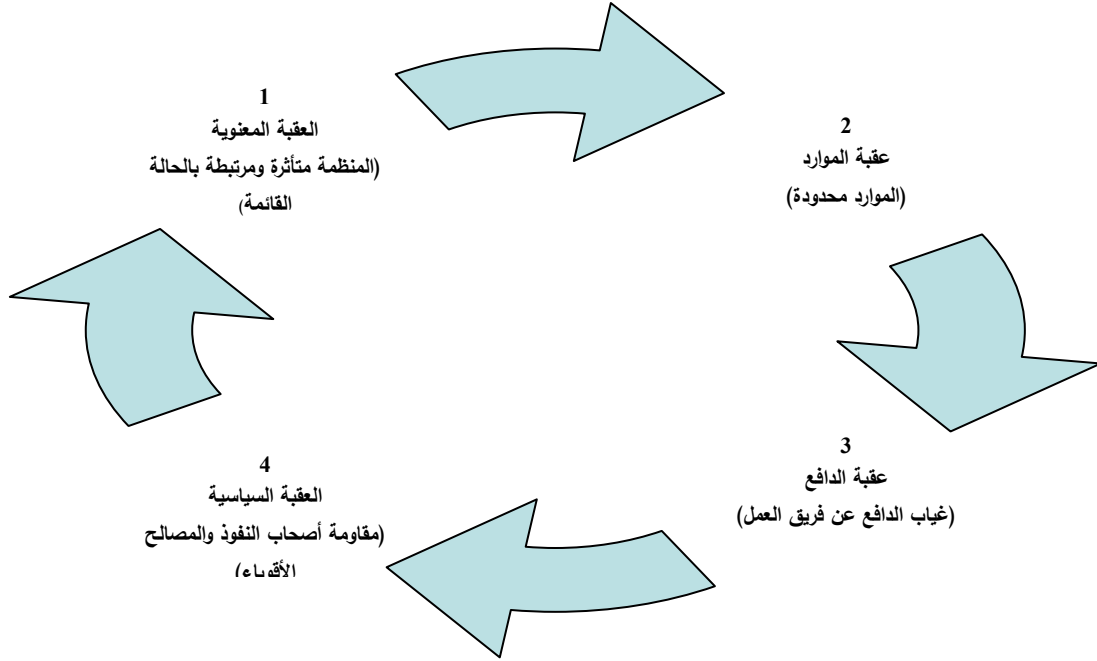 1
العقبة المعنوية
(المنظمة متأثرة ومرتبطة بالحالة
القائمة)
2
عقبة الموارد
(الموارد محدودة)
3
عقبة الدافع
(غياب الدافع عن فريق العمل)
4
العقبة السياسية
(مقاومة أصحاب النفوذ والمصالح
الأقوياء)